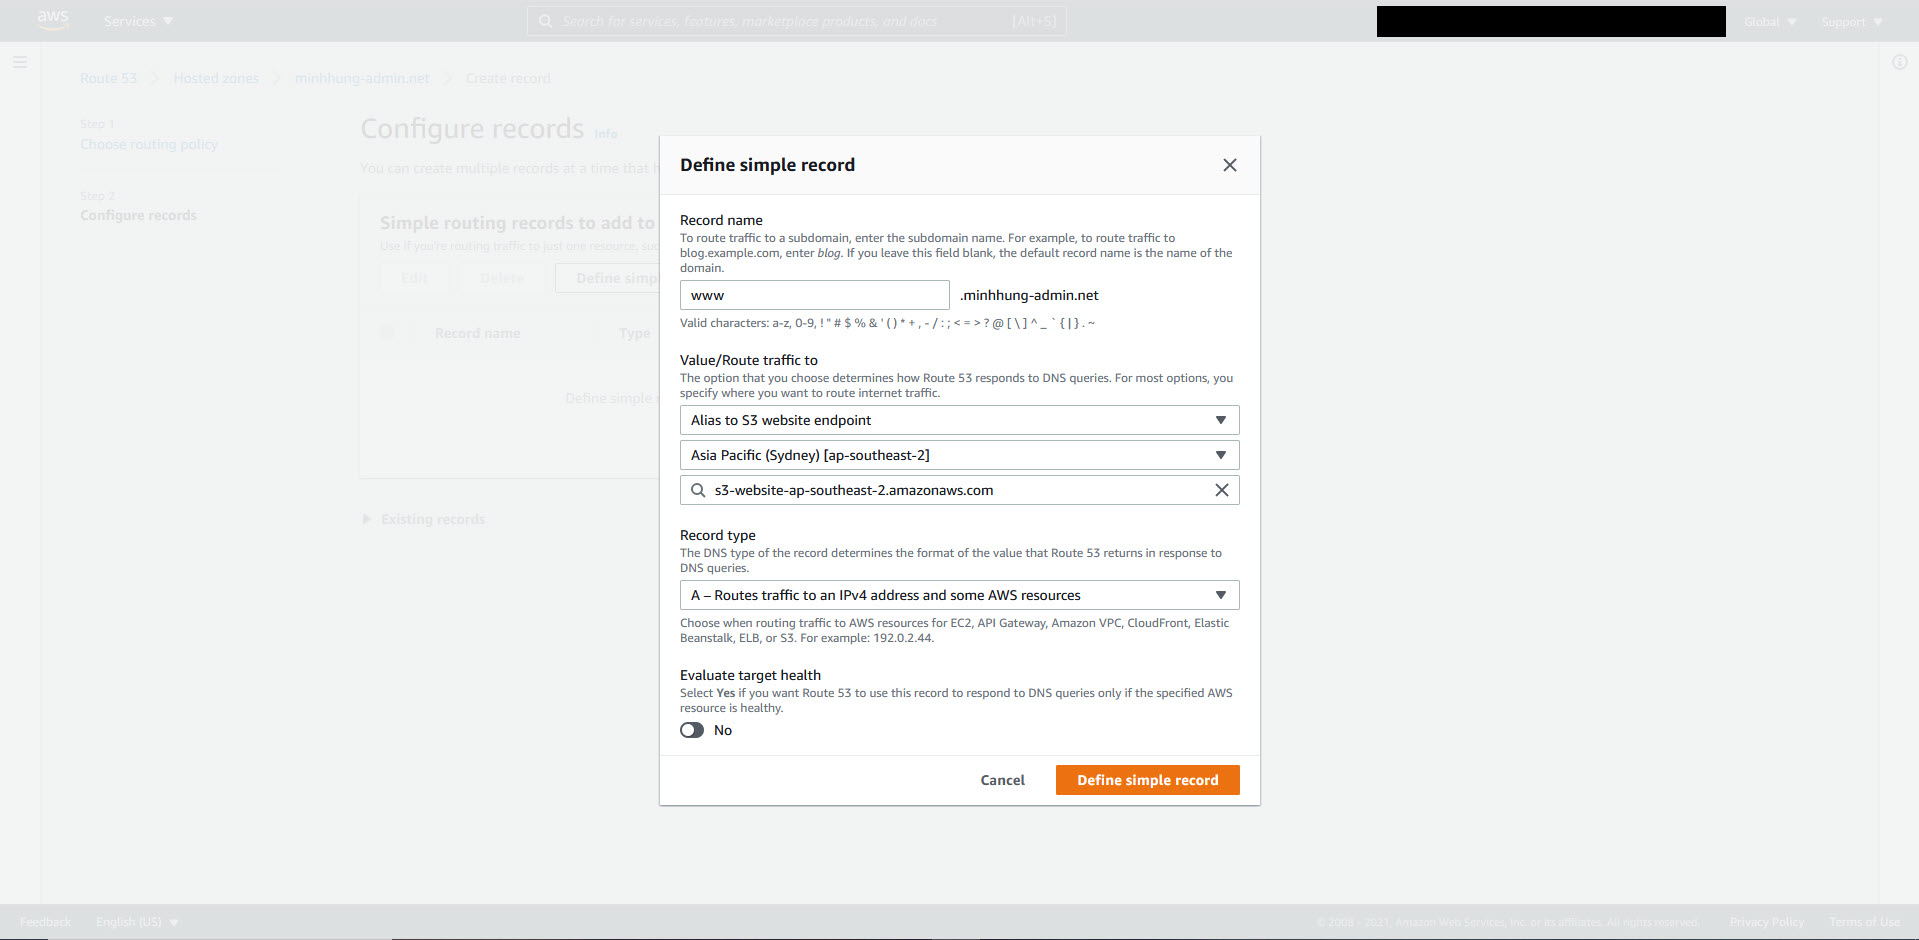 aws
Services
Search for services, features, marketplace products, and docs [Alt+S]
Global
Support
Route 53 Hosted zones minhhung-admin.net Create record
Step 1
Choose routing policy
Step 2
Configure records
Configure records Info
You can create multiple records at a time that h
Simple routing records to add to
Use if you're routing traffic to just one resource, suc
Edit Delete Define simpl
Record name Type
Define simple r
Existing records
Define simple record
Record name
To route traffic to a subdomain, enter the subdomain name. For example, to route traffic to
blog.example.com, enter blog. If you leave this field blank, the default record name is the name of the
domain.
www .minhhung-admin.net
Valid characters: a-z, 0-9, ! " # $ % & ' ( ) * + , - / : ; < = > ? @ [ \ ] ^ _ ` { | } . ~
Value/Route traffic to
The option that you choose determines how Route 53 responds to DNS queries. For most options, you
specify where you want to route internet traffic.
Alias to S3 website endpoint
Asia Pacific (Sydney) [ap-southeast-2]
s3-website-ap-southeast-2.amazonaws.com
Record type
The DNS type of the record determines the format of the value that Route 53 returns in response to
DNS queries.
A – Routes traffic to an IPv4 address and some AWS resources
Choose when routing traffic to AWS resources for EC2, API Gateway, Amazon VPC, CloudFront, Elastic
Beanstalk, ELB, or S3. For example: 192.0.2.44.
Evaluate target health
Select Yes if you want Route 53 to use this record to respond to DNS queries only if the specified AWS
resource is healthy.
No
Cancel Define simple record
Feedback English (US) © 2008 - 2021, Amazon Web Services, Inc. or its affiliates. All rights reserved. Privacy Policy Terms of Use